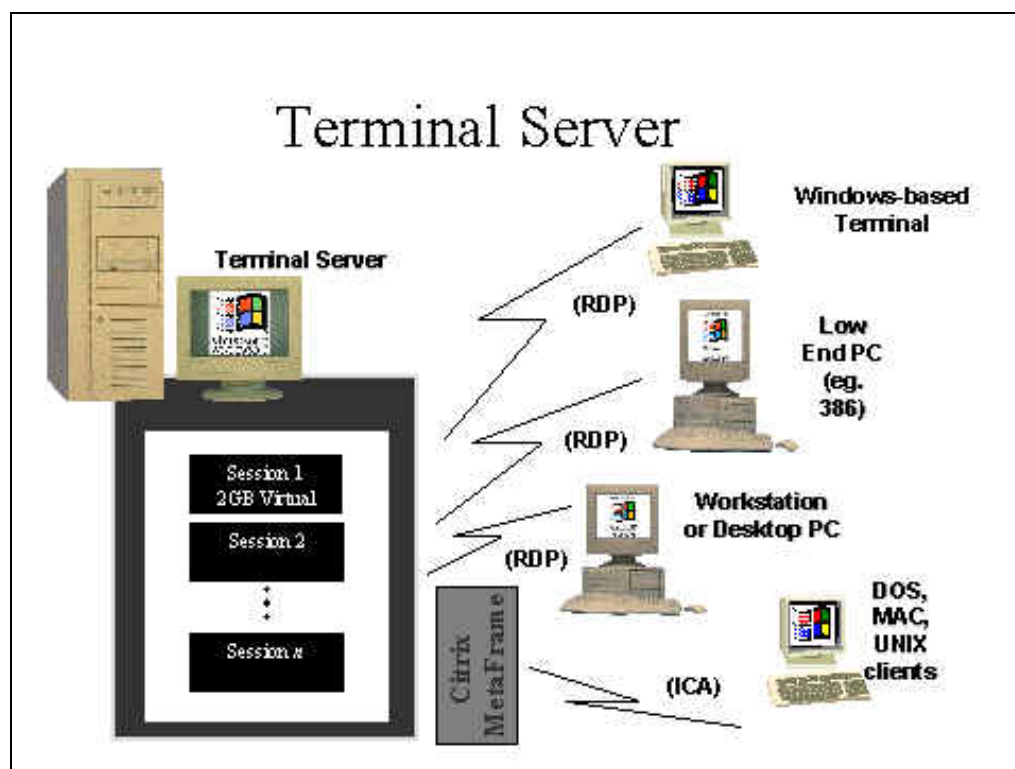 Terminal Server
Terminal Server
Session 1
2GB Virtual
Session 2
Session n
Citrix
MetaFrame
(RDP)
Windows-based
Terminal
(RDP)
Low
End PC
(eg.
386)
(RDP)
Workstation
or Desktop PC
(ICA)
DOS,
MAC,
UNIX
clients